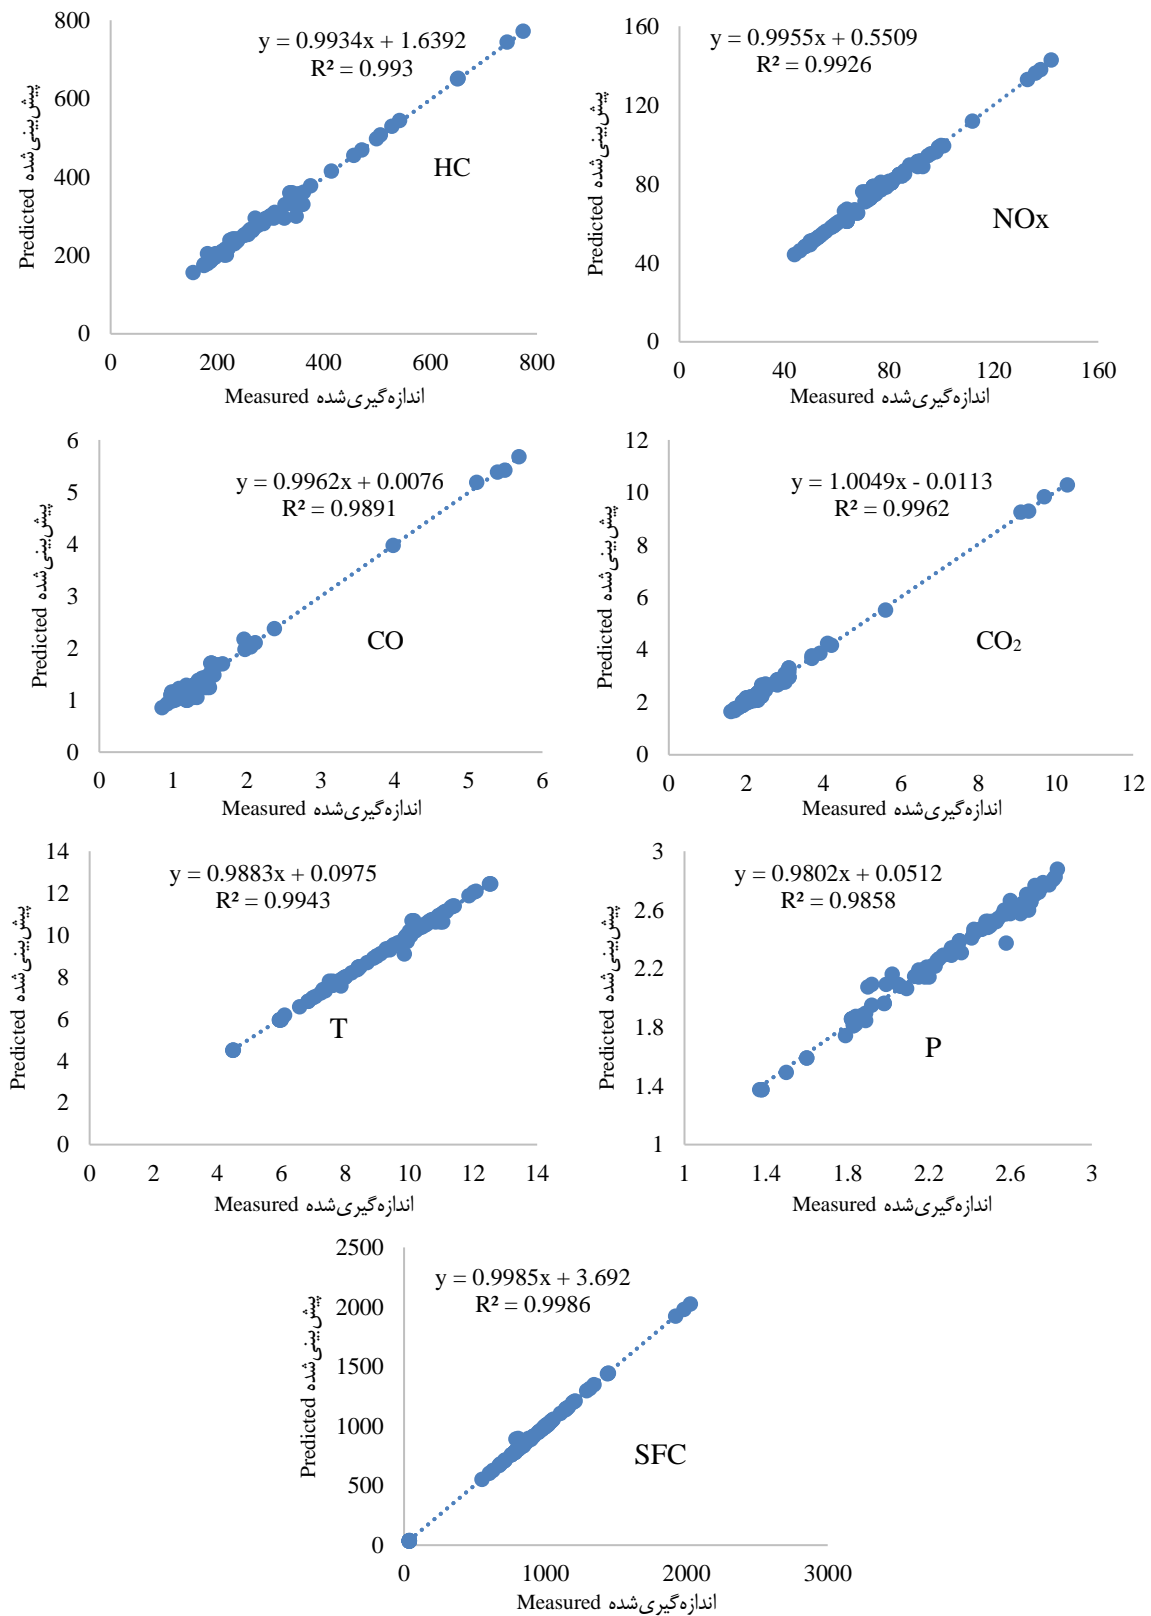 800
600
400
200
0
y = 0.9934x + 1.6392
R² = 0.993
HC
Predicted پیش‌بینی‌شده
0 200 400 600 800
Measured اندازه‌گیری‌شده
160
120
80
40
0
y = 0.9955x + 0.5509
R² = 0.9926
NOx
Predicted پیش‌بینی‌شده
0 40 80 120 160
Measured اندازه‌گیری‌شده
6
5
4
3
2
1
0
y = 0.9962x + 0.0076
R² = 0.9891
CO
Predicted پیش‌بینی‌شده
0 1 2 3 4 5 6
Measured اندازه‌گیری‌شده
12
10
8
6
4
2
0
y = 1.0049x - 0.0113
R² = 0.9962
CO₂
Predicted پیش‌بینی‌شده
0 2 4 6 8 10 12
Measured اندازه‌گیری‌شده
14
12
10
8
6
4
2
0
y = 0.9883x + 0.0975
R² = 0.9943
T
Predicted پیش‌بینی‌شده
0 2 4 6 8 10 12 14
Measured اندازه‌گیری‌شده
3
2.6
2.2
1.8
1.4
1
y = 0.9802x + 0.0512
R² = 0.9858
P
Predicted پیش‌بینی‌شده
1 1.4 1.8 2.2 2.6 3
Measured اندازه‌گیری‌شده
2500
2000
1500
1000
500
0
y = 0.9985x + 3.692
R² = 0.9986
SFC
Predicted پیش‌بینی‌شده
0 1000 2000 3000
Measured اندازه‌گیری‌شده